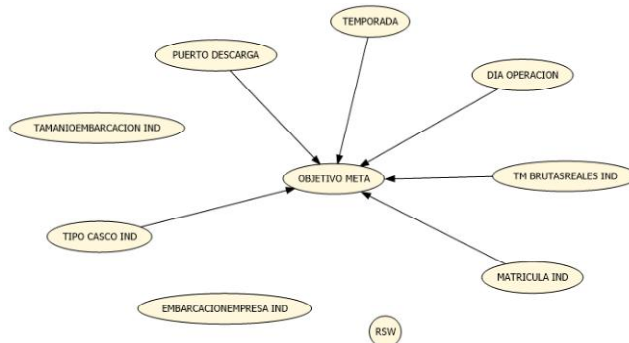 TEMPORADA
PUERTO DESCARGA
DIA OPERACION
TAMANIOEMBARCACION IND
OBJETIVO META
TM BRUTASREALES IND
TIPO CASCO IND
MATRICULA IND
EMBARCACIONEMPRESA IND
RSW